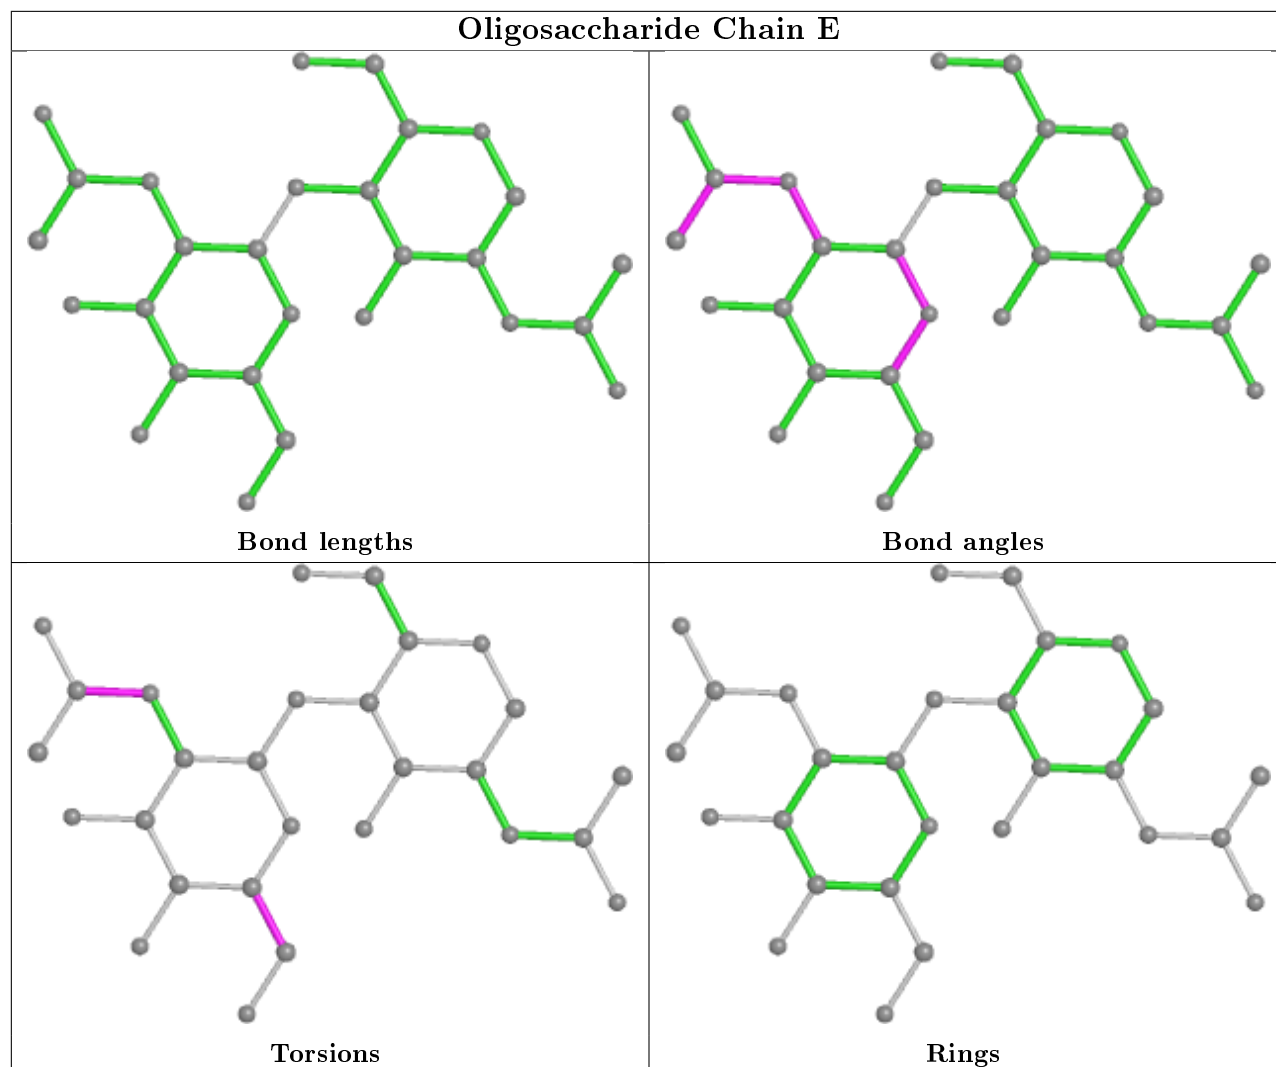 Oligosaccharide Chain E
Bond lengths
Bond angles
Torsions
Rings